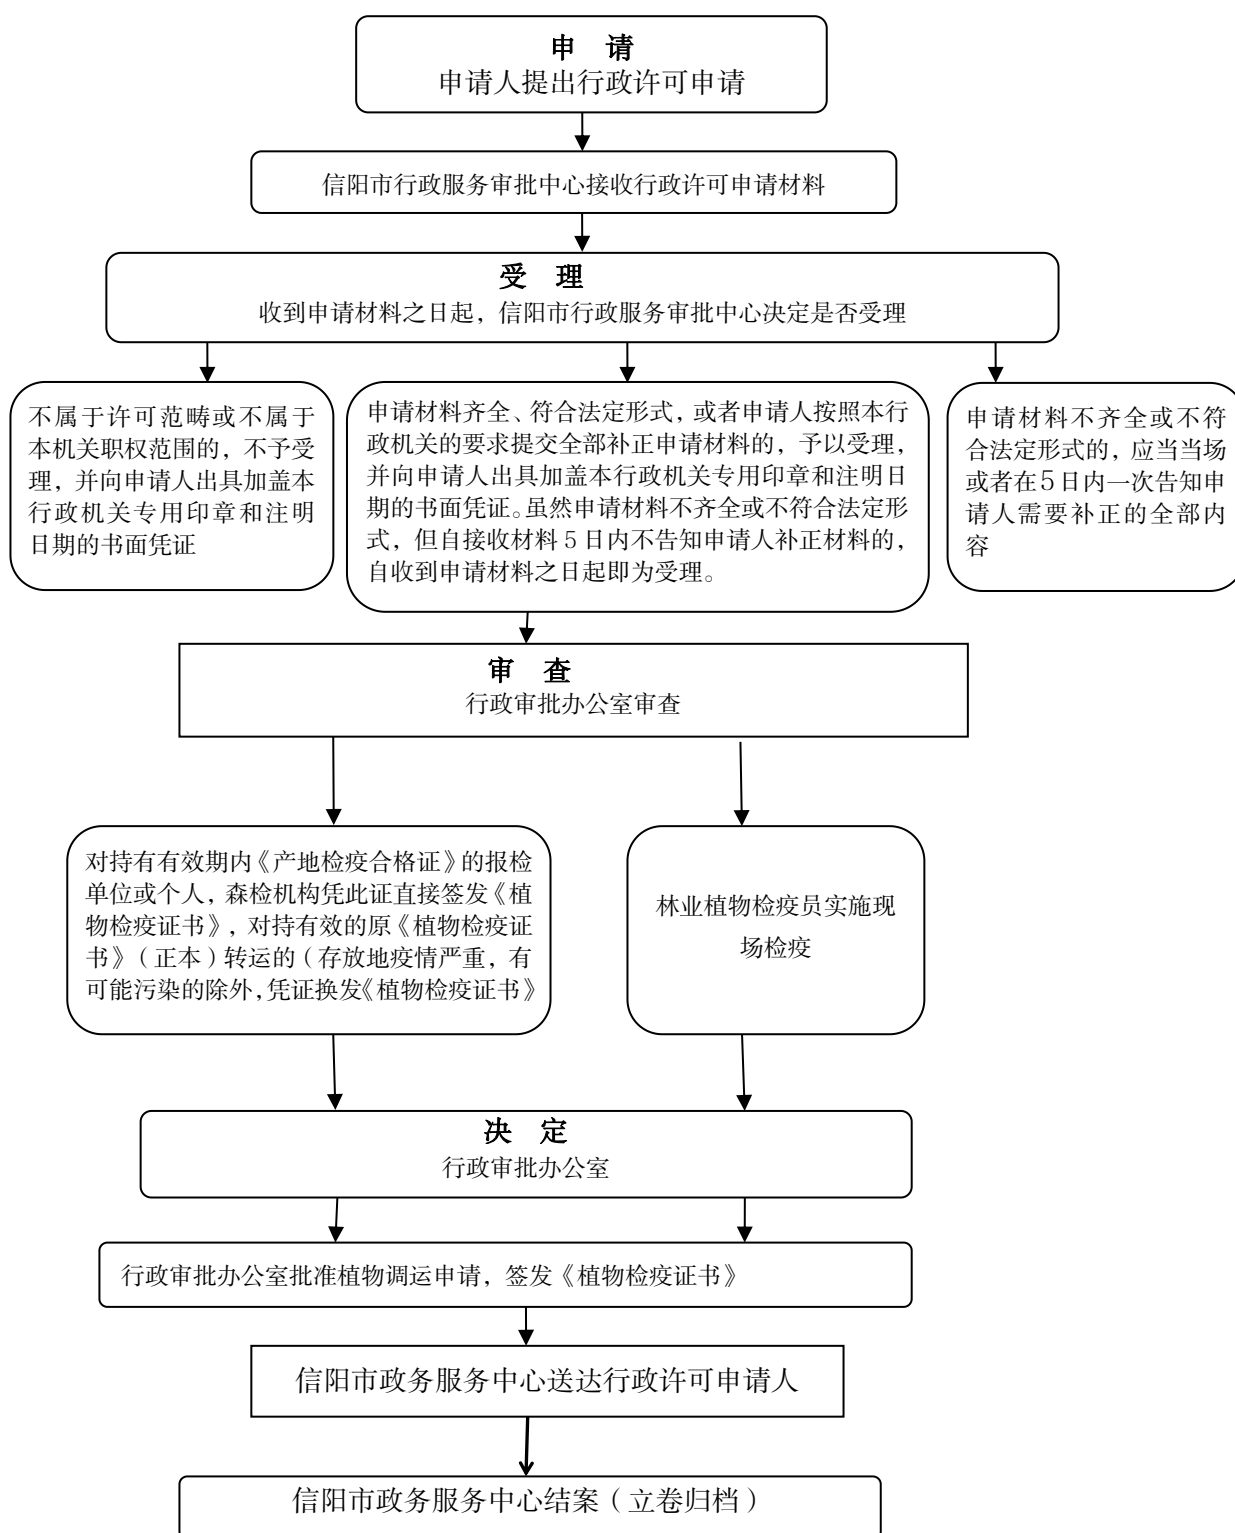 申 请
申请人提出行政许可申请
信阳市行政服务审批中心接收行政许可申请材料
受 理
收到申请材料之日起，信阳市行政服务审批中心决定是否受理
不属于许可范畴或不属于
本机关职权范围的，不予受
理，并向申请人出具加盖本
行政机关专用印章和注明
日期的书面凭证
申请材料齐全、符合法定形式，或者申请人按照本行
政机关的要求提交全部补正申请材料的，予以受理，
并向申请人出具加盖本行政机关专用印章和注明日
期的书面凭证。虽然申请材料不齐全或不符合法定形
式，但自接收材料 5 日内不告知申请人补正材料的，
自收到申请材料之日起即为受理。
申请材料不齐全或不符
合法定形式的，应当当场
或者在5日内一次告知申
请人需要补正的全部内
容
审 查
行政审批办公室审查
对持有有效期内《产地检疫合格证》的报检
单位或个人，森检机构凭此证直接签发《植
物检疫证书》，对持有效的原《植物检疫证
书》（正本）转运的（存放地疫情严重，有
可能污染的除外，凭证换发《植物检疫证书》
林业植物检疫员实施现
场检疫
决 定
行政审批办公室
行政审批办公室批准植物调运申请，签发《植物检疫证书》
信阳市政务服务中心送达行政许可申请人
信阳市政务服务中心结案（立卷归档）